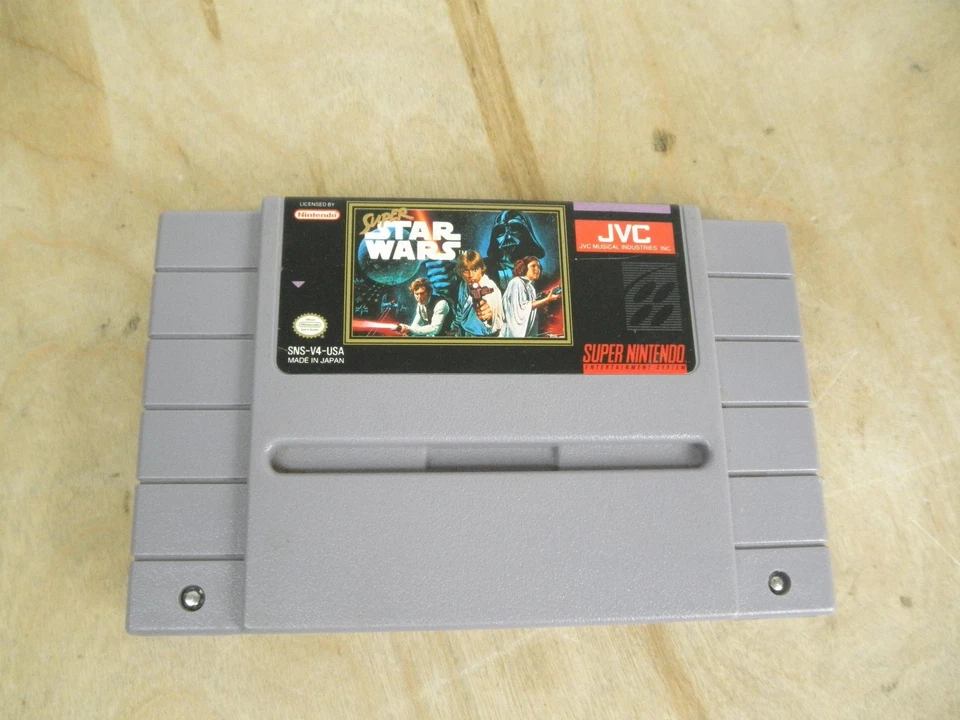 LICENSED BY
Nintendo
SUPER
STAR
WARS™
JVC
JVC MUSICAL INDUSTRIES, INC.
SNS-V4-USA
MADE IN JAPAN
SUPER NINTENDO
ENTERTAINMENT SYSTEM